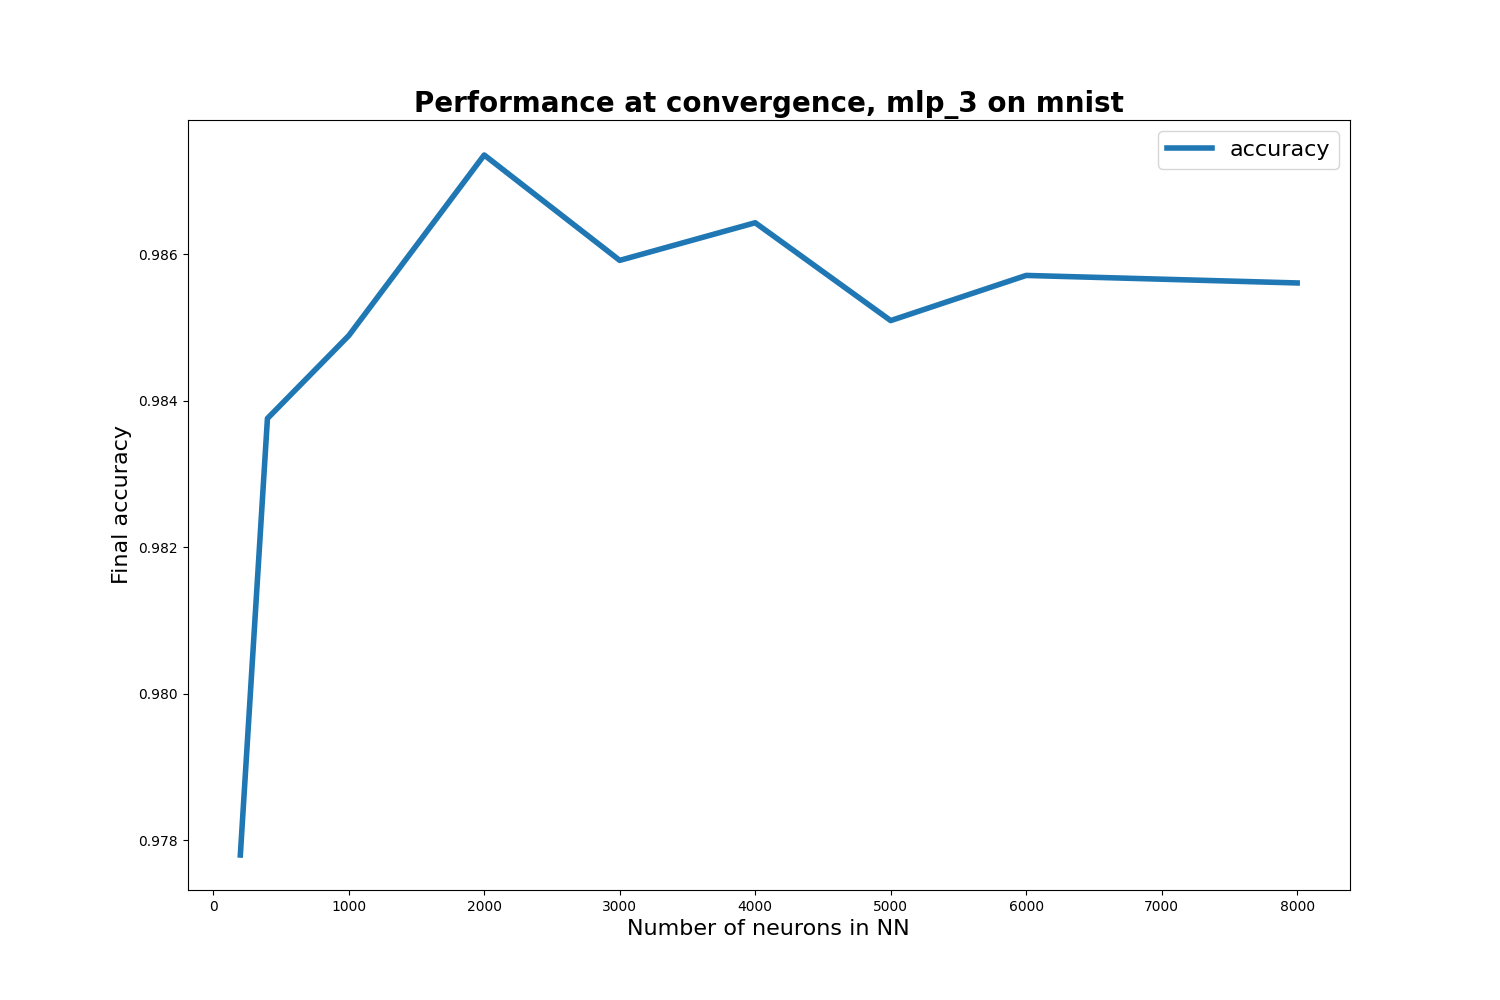 Performance at convergence, mlp_3 on mnist
accuracy
Final accuracy
0.986
0.984
0.982
0.980
0.978
0 1000 2000 3000 4000 5000 6000 7000 8000
Number of neurons in NN